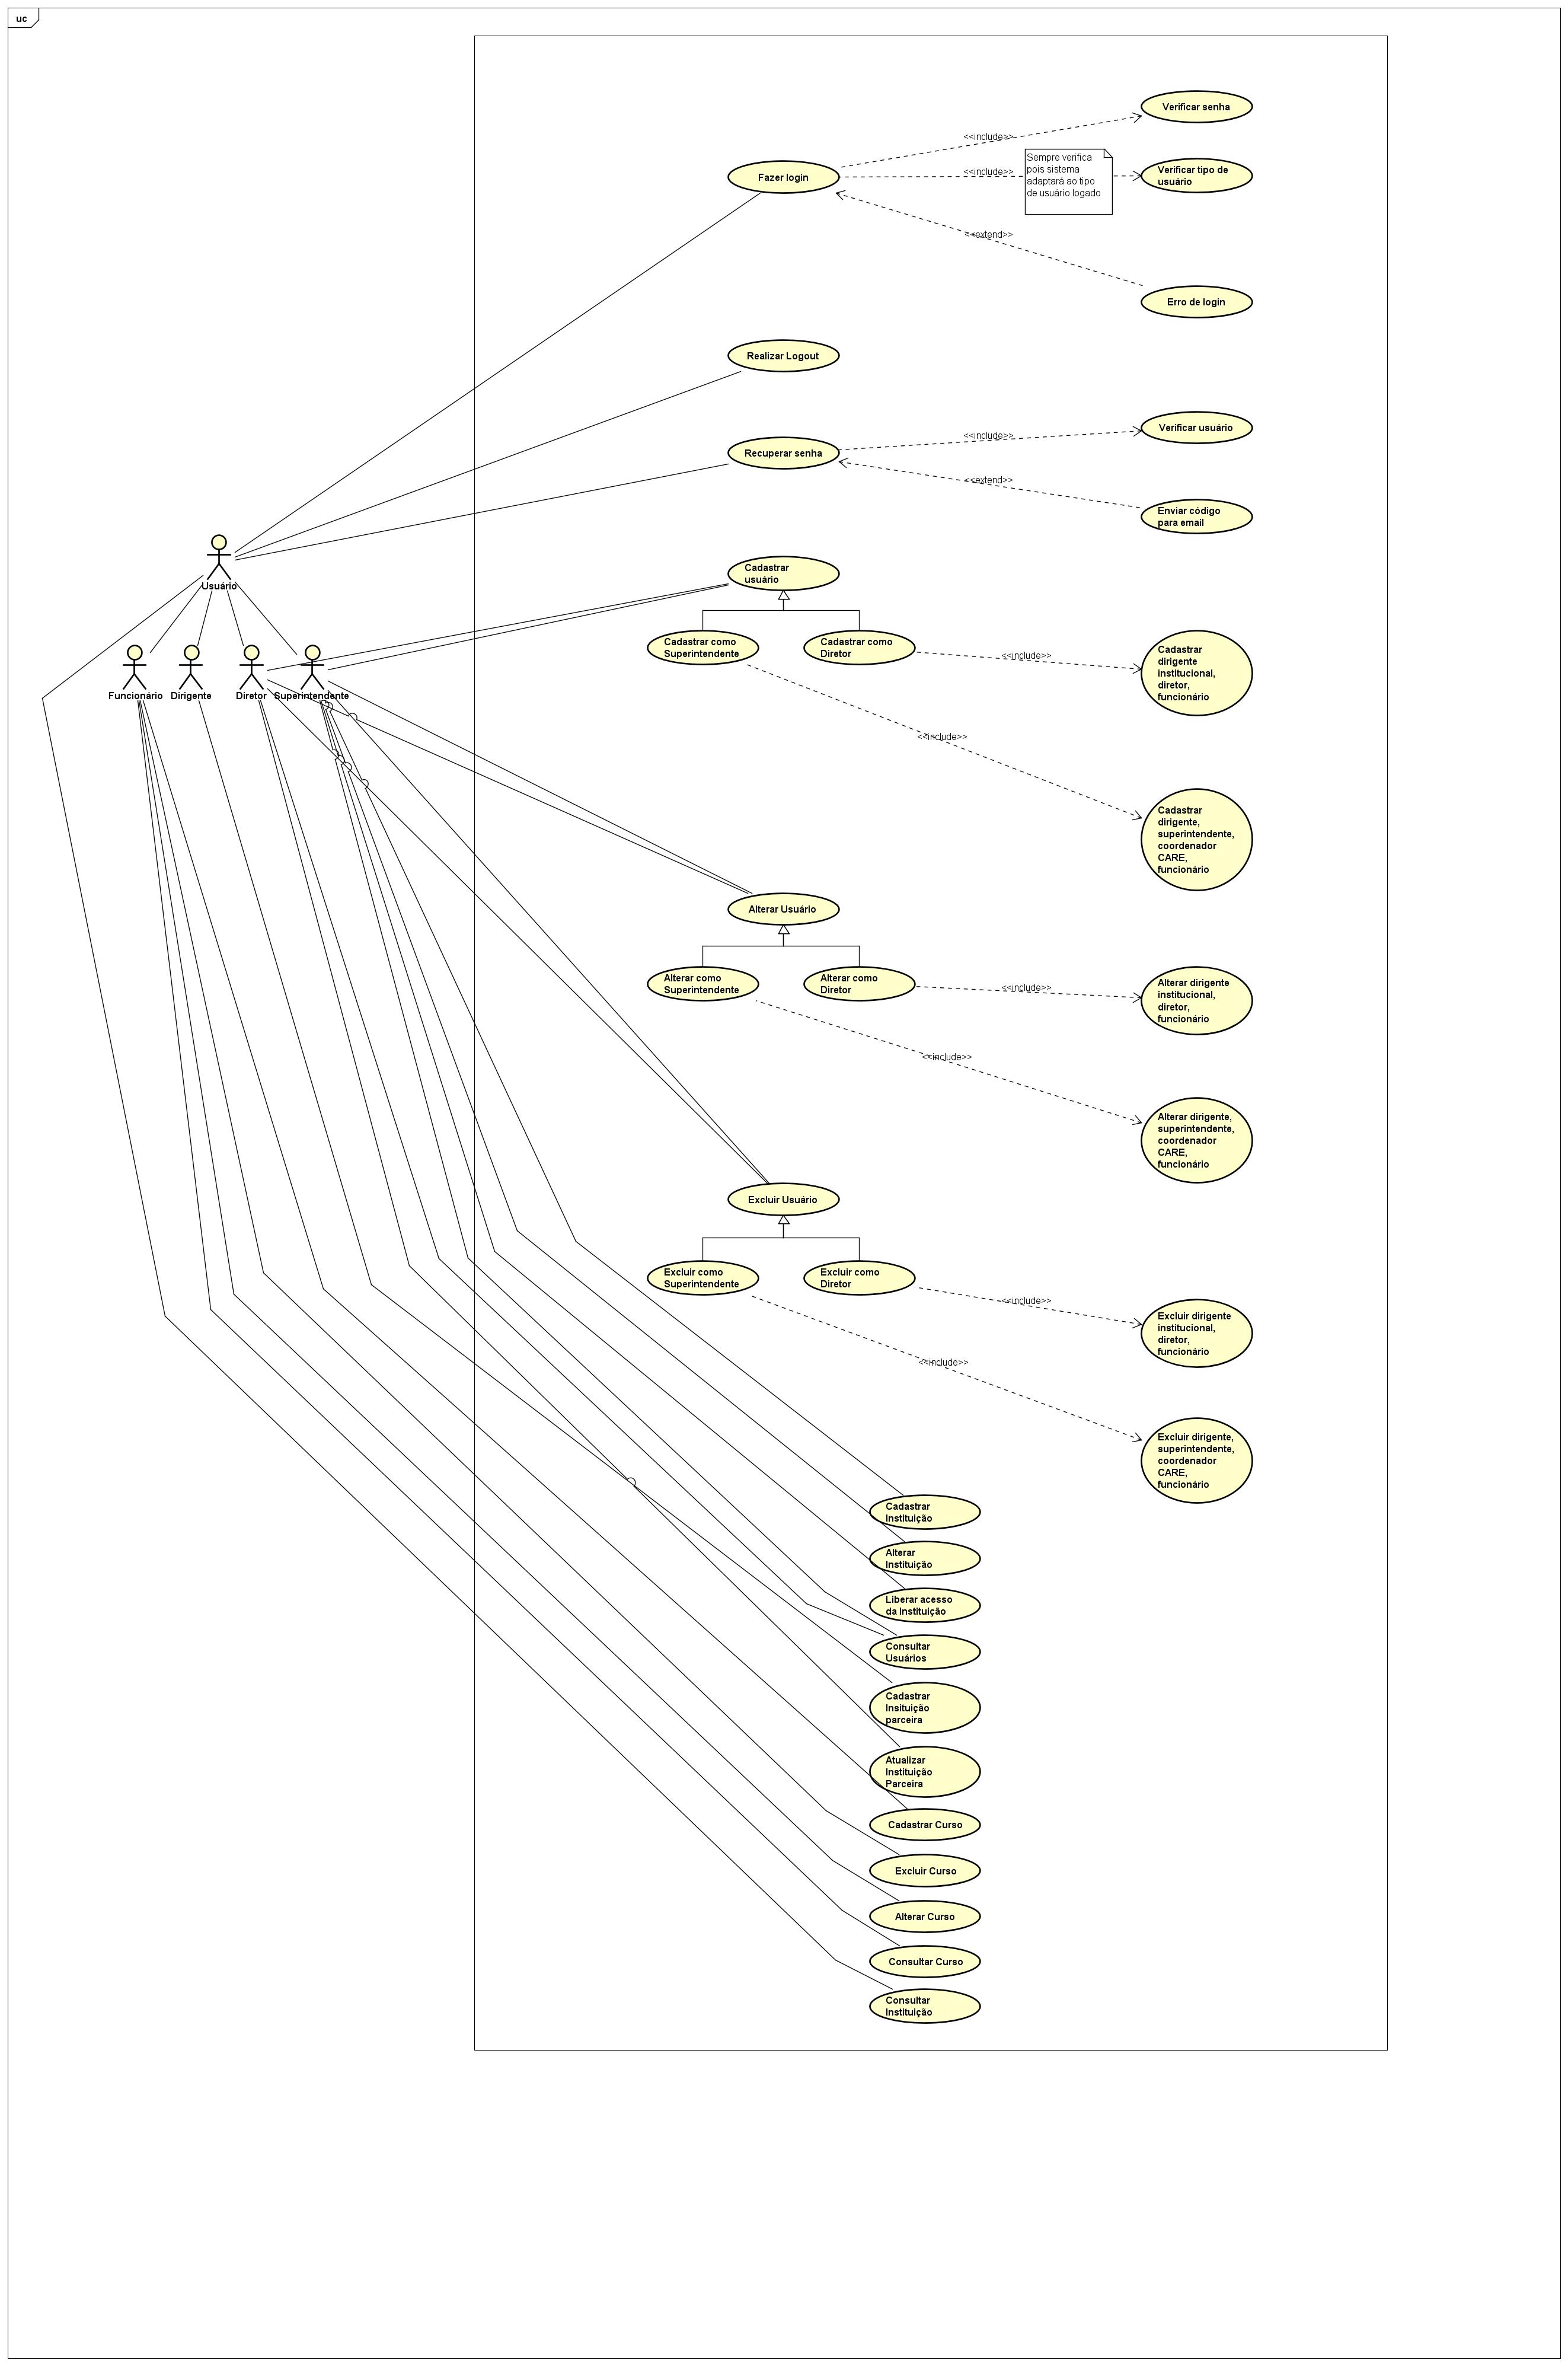 uc
Verificar senha
<<include>>
Sempre verifica
pois sistema
adaptará ao tipo
de usuário logado
Fazer login
<<include>>
Verificar tipo de
usuário
<<extend>>
Erro de login
Realizar Logout
Verificar usuário
<<include>>
Recuperar senha
<<extend>>
Enviar código
para email
Usuário
Cadastrar
usuário
Cadastrar como
Superintendente
Cadastrar como
Diretor
<<include>>
Cadastrar
dirigente
institucional,
diretor,
funcionário
Funcionário
Dirigente
Diretor
Superintendente
<<include>>
Cadastrar
dirigente,
superintendente,
coordenador
CARE,
funcionário
Alterar Usuário
Alterar como
Superintendente
Alterar como
Diretor
<<include>>
Alterar dirigente
institucional,
diretor,
funcionário
<<include>>
Alterar dirigente,
superintendente,
coordenador
CARE,
funcionário
Excluir Usuário
Excluir como
Superintendente
Excluir como
Diretor
<<include>>
Excluir dirigente
institucional,
diretor,
funcionário
<<include>>
Excluir dirigente,
superintendente,
coordenador
CARE,
funcionário
Cadastrar
Instituição
Alterar
Instituição
Liberar acesso
da Instituição
Consultar
Usuários
Cadastrar
Insituição
parceira
Atualizar
Instituição
Parceira
Cadastrar Curso
Excluir Curso
Alterar Curso
Consultar Curso
Consultar
Instituição